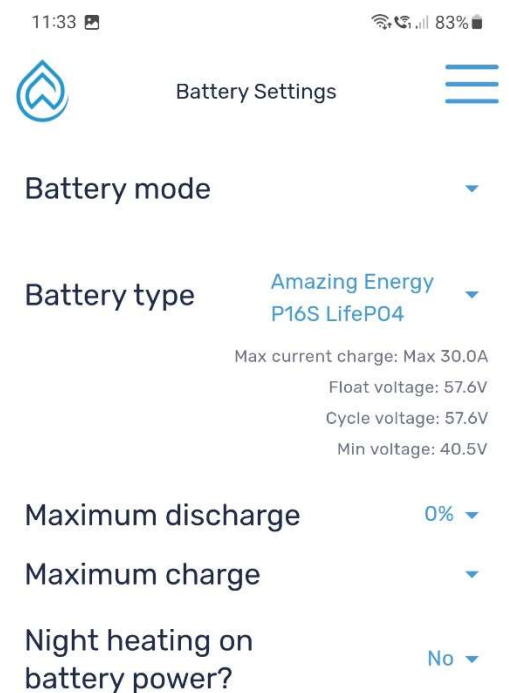 11:33 83%
Battery Settings
Battery mode
Battery type
Amazing Energy
P16S LifePO4
Max current charge: Max 30.0A
Float voltage: 57.6V
Cycle voltage: 57.6V
Min voltage: 40.5V
Maximum discharge 0%
Maximum charge
Night heating on
battery power? No